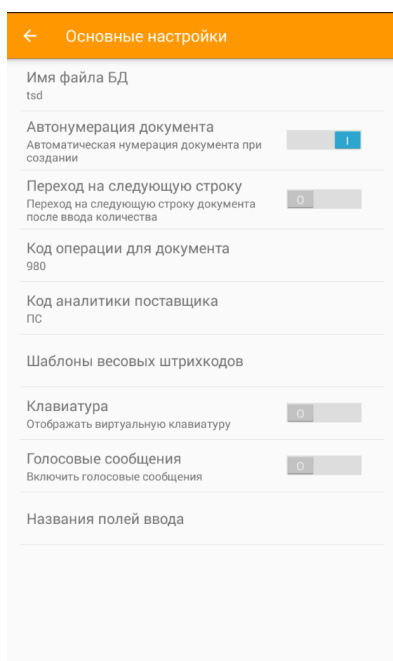 Основные настройки
Имя файла БД
tsd
Автонумерация документа
Автоматическая нумерация документа при
создании
Переход на следующую строку
Переход на следующую строку документа
после ввода количества
Код операции для документа
980
Код аналитики поставщика
ПС
Шаблоны весовых штрихкодов
Клавиатура
Отображать виртуальную клавиатуру
Голосовые сообщения
Включить голосовые сообщения
Названия полей ввода